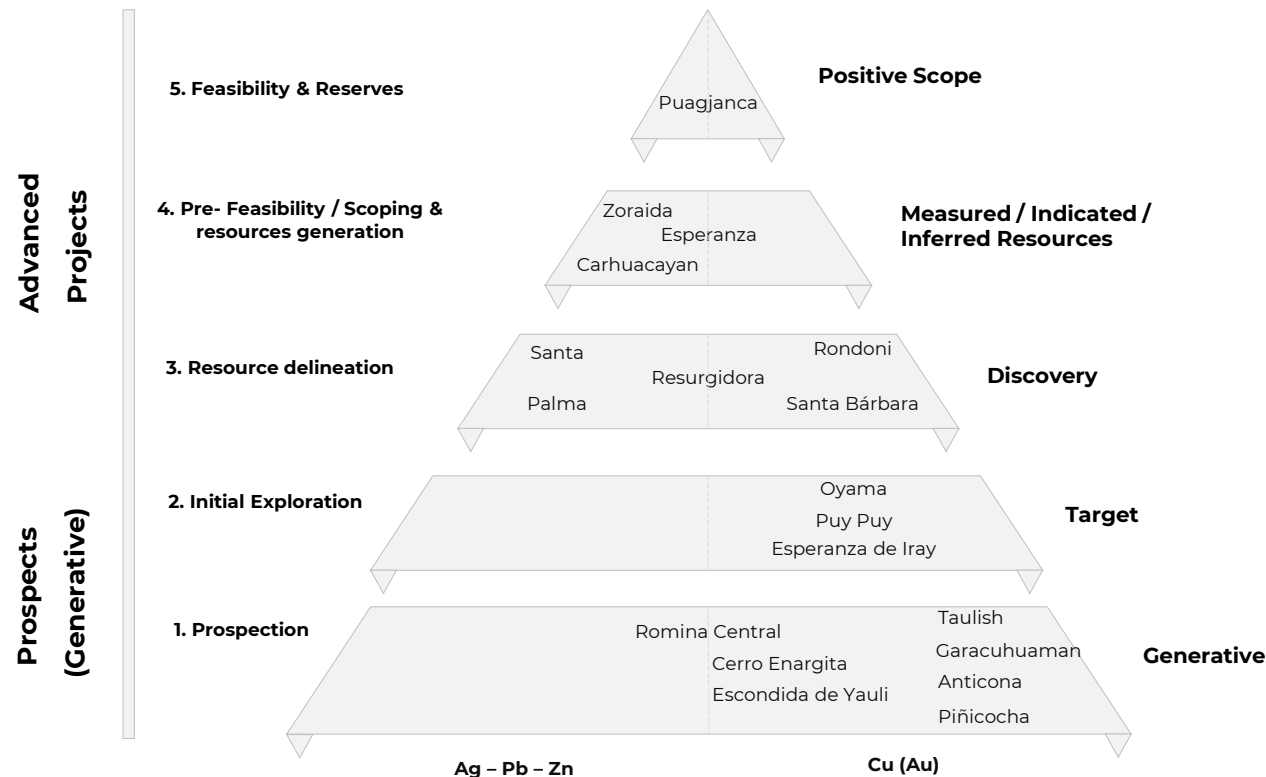 5. Feasibility & Reserves
Puagjanca
Positive Scope
Advanced
Projects
4. Pre- Feasibility / Scoping &
resources generation
Zoraida
Esperanza
Carhuacayan
Measured / Indicated /
Inferred Resources
3. Resource delineation
Santa
Rondoni
Resurgidora
Palma
Santa Bárbara
Discovery
Prospects
(Generative)
2. Initial Exploration
Oyama
Puy Puy
Esperanza de Iray
Target
1. Prospection
Romina Central
Cerro Enargita
Escondida de Yauli
Taulish
Garacuhuaman
Anticona
Piñicocha
Generative
Ag – Pb – Zn
Cu (Au)